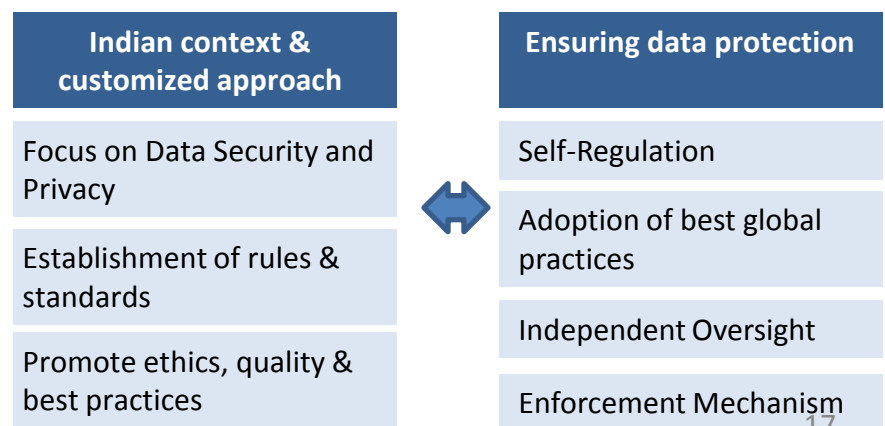 Indian context &
customized approach
Focus on Data Security and
Privacy
Establishment of rules &
standards
Promote ethics, quality &
best practices
Ensuring data protection
Self-Regulation
Adoption of best global
practices
Independent Oversight
Enforcement Mechanism
17